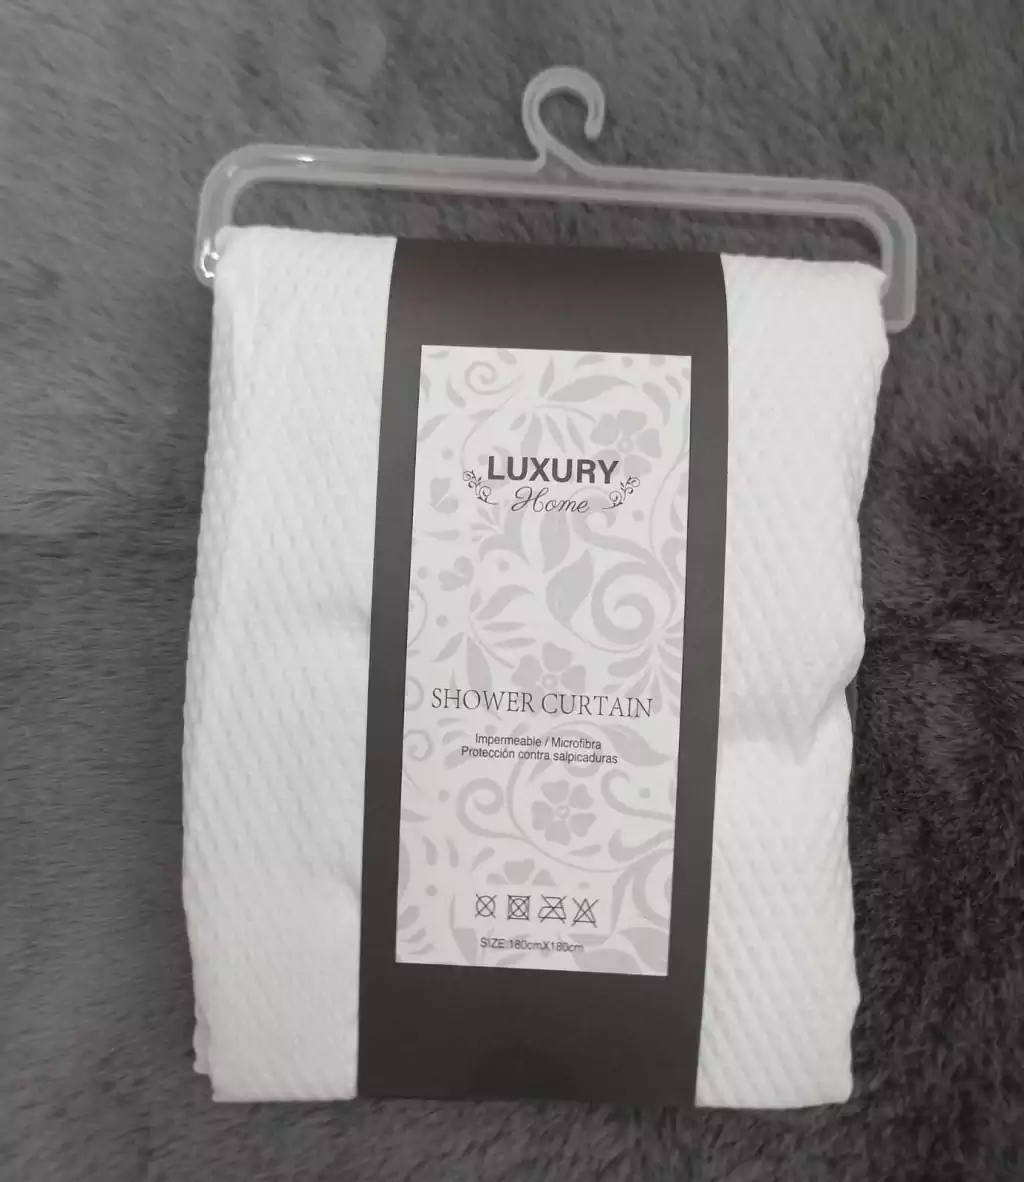 LUXURY
Home
SHOWER CURTAIN
Impermeable / Microfibra
Protección contra salpicaduras
SIZE:180cmX180cm